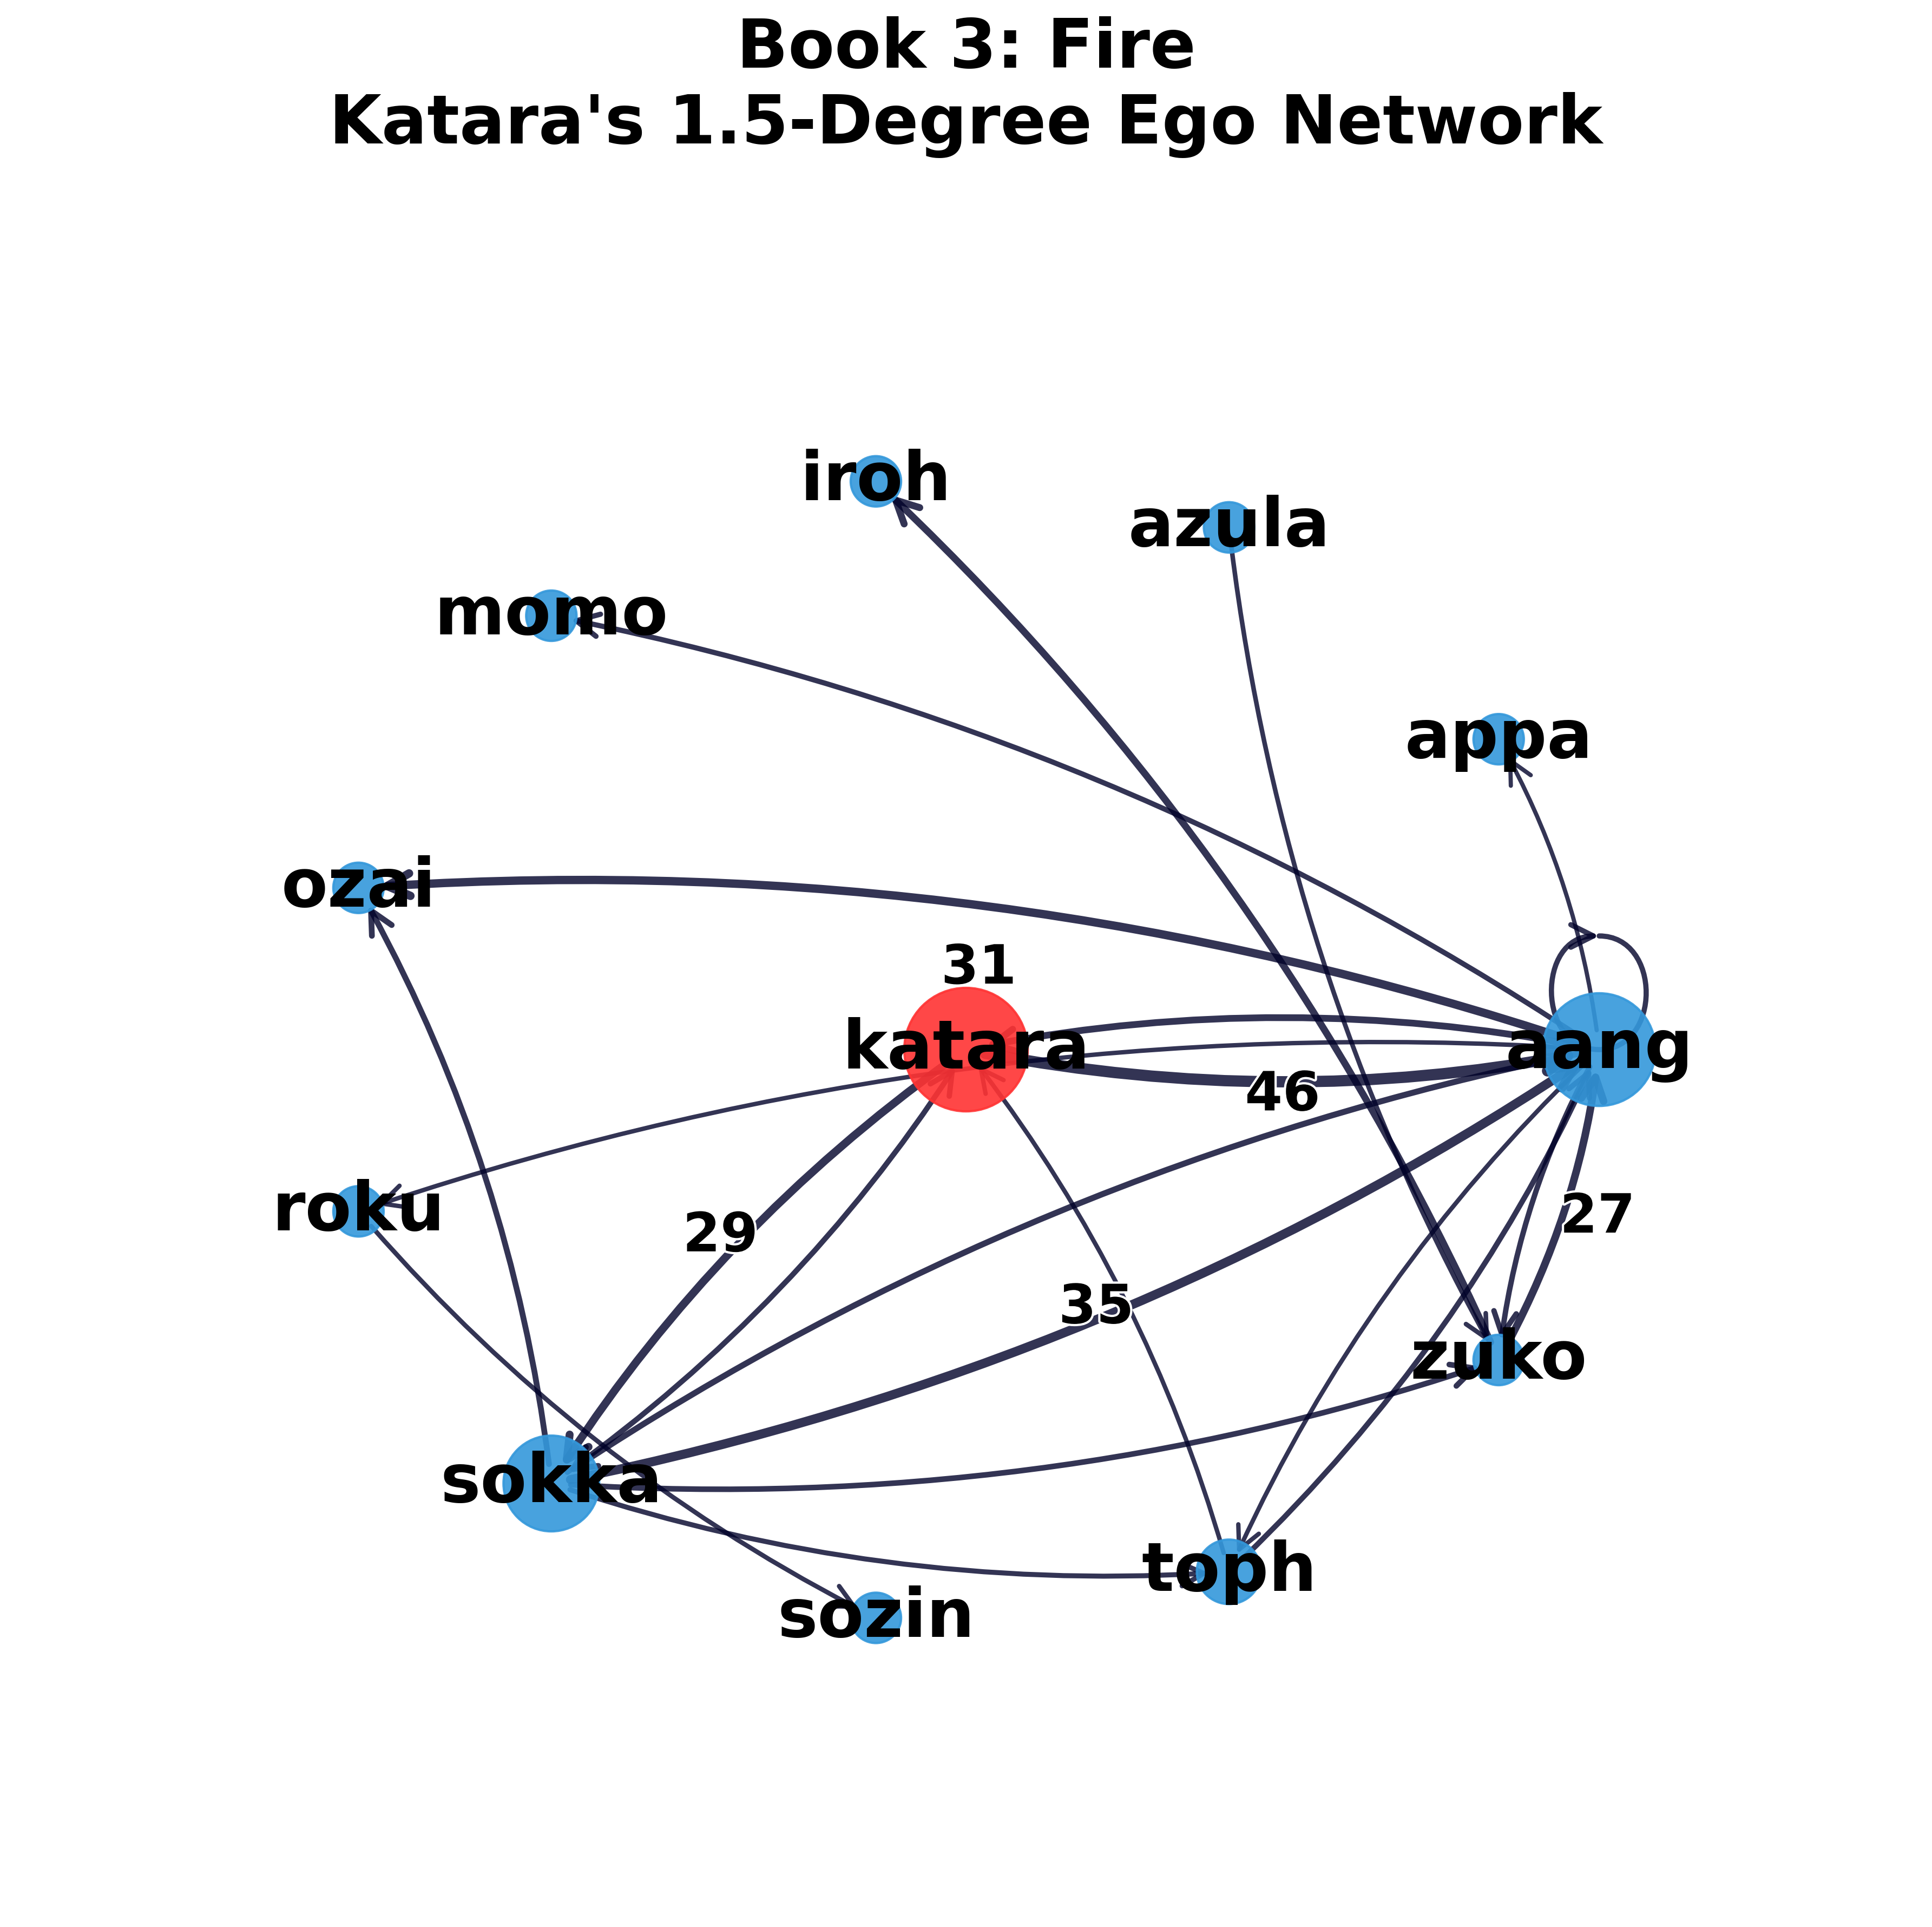 Book 3: Fire
Katara's 1.5-Degree Ego Network
iroh
azula
momo
appa
ozai
31
katara
aang
46
roku
29
27
35
zuko
sokka
toph
sozin